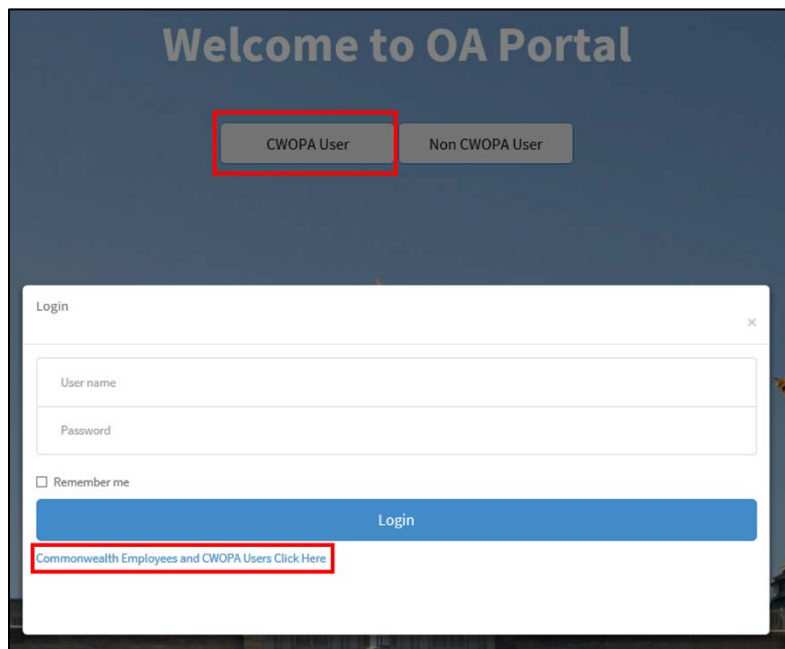 Welcome to OA Portal
CWOPA User Non CWOPA User
Login
×
User name
Password
Remember me
Login
Commonwealth Employees and CWOPA Users Click Here